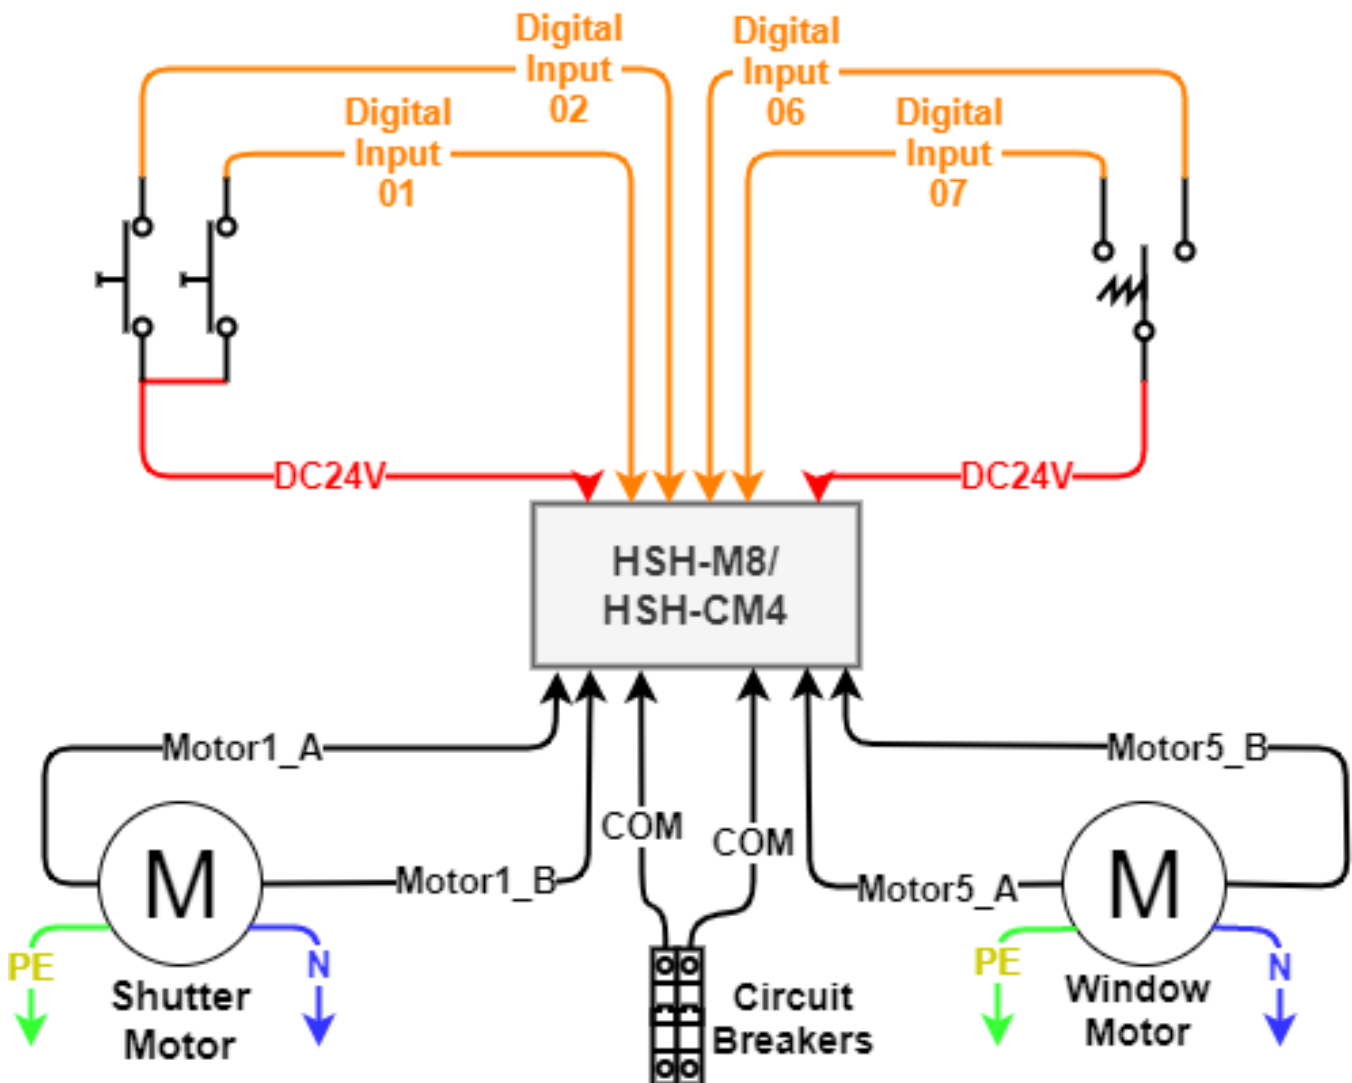 Digital
Input
02
Digital
Input
06
Digital
Input
01
Digital
Input
07
DC24V
DC24V
HSH-M8/
HSH-CM4
Motor1_A
Motor5_B
COM
COM
Motor1_B
Motor5_A
M
M
PE
N
PE
N
Shutter
Motor
Circuit
Breakers
Window
Motor